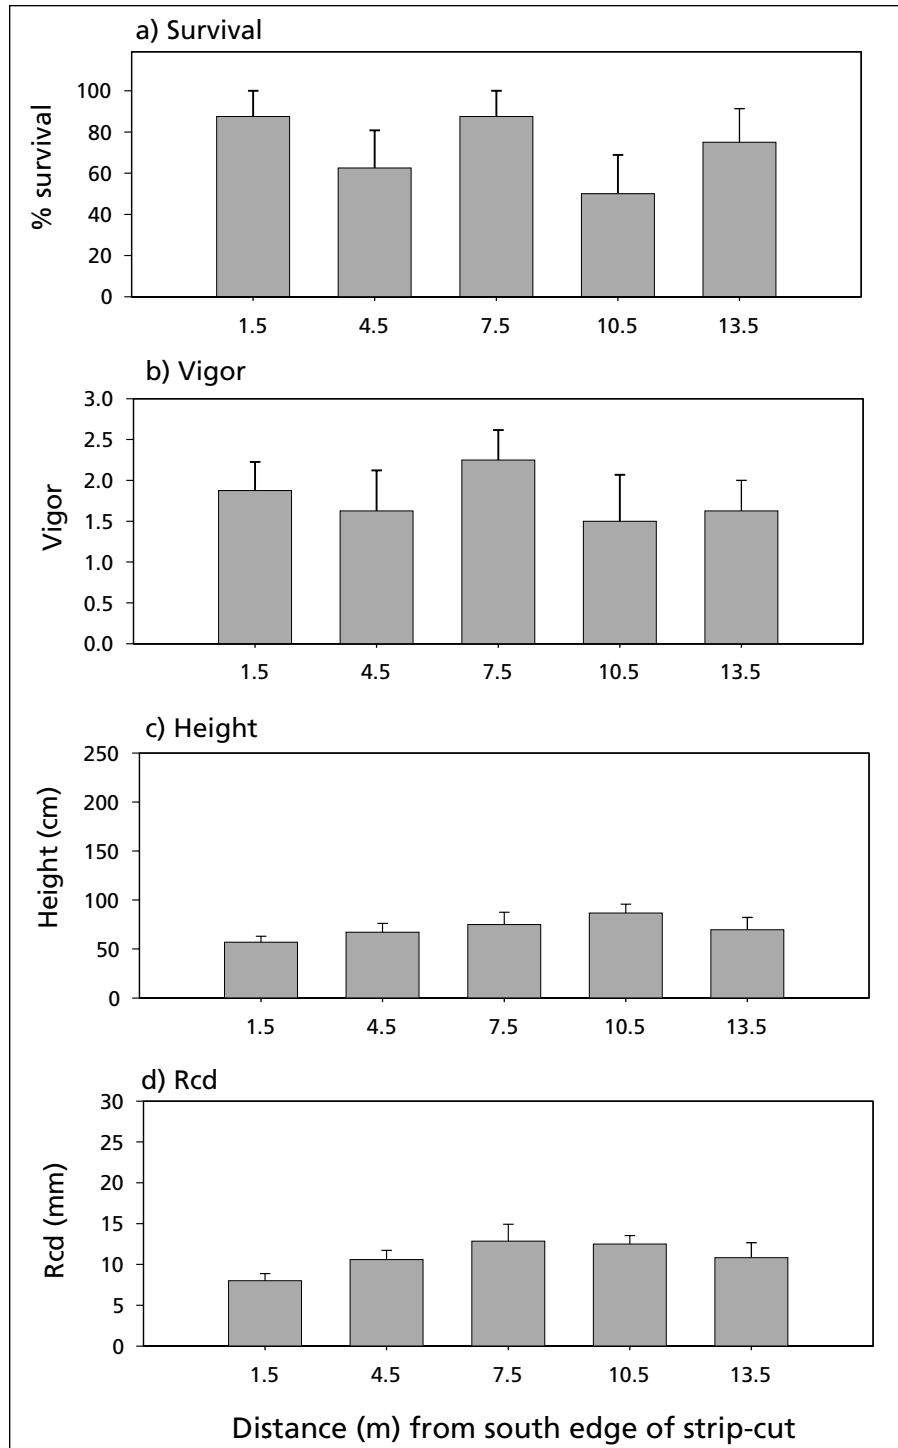 a) Survival
% survival
100
80
60
40
20
0
1.5 4.5 7.5 10.5 13.5
b) Vigor
Vigor
3.0
2.5
2.0
1.5
1.0
0.5
0.0
1.5 4.5 7.5 10.5 13.5
c) Height
Height (cm)
250
200
150
100
50
0
1.5 4.5 7.5 10.5 13.5
d) Rcd
Rcd (mm)
30
25
20
15
10
5
0
1.5 4.5 7.5 10.5 13.5
Distance (m) from south edge of strip-cut